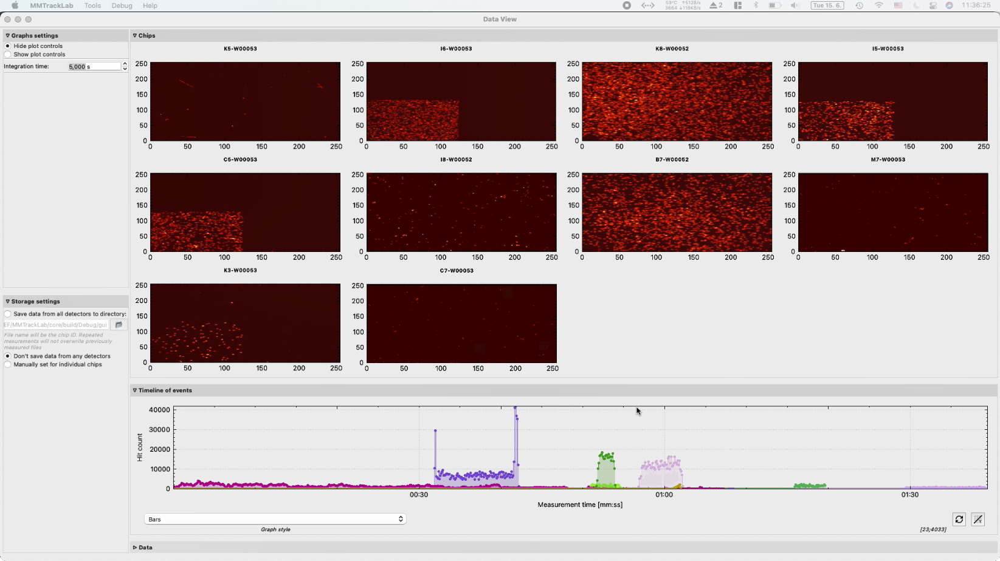 MMTrackLab Tools Debug Help
59°C ↑512B/s
3664 ↓118KB/s
2
Tue 15. 6.
11:36:25
Data View
Graphs settings
Hide plot controls
Show plot controls
Integration time: 5,000 s
Chips
K5-W00053 I6-W00053 K8-W00052 I5-W00053
250 250 250 250
200 200 200 200
150 150 150 150
100 100 100 100
50 50 50 50
0 0 0 0
0 50 100 150 200 250 0 50 100 150 200 250 0 50 100 150 200 250 0 50 100 150 200 250
C5-W00053 I8-W00052 B7-W00052 M7-W00053
250 250 250 250
200 200 200 200
150 150 150 150
100 100 100 100
50 50 50 50
0 0 0 0
0 50 100 150 200 250 0 50 100 150 200 250 0 50 100 150 200 250 0 50 100 150 200 250
K3-W00053 C7-W00053
250 250
200 200
150 150
100 100
50 50
0 0
0 50 100 150 200 250 0 50 100 150 200 250
Storage settings
Save data from all detectors to directory:
EF/MMTrackLab/core/build/Debug/gui
File name will be the chip ID. Repeated
mesurements will not overwrite previously
measured files
Don't save data from any detectors
Manually set for individual chips
Timeline of events
Hit count
40000
30000
20000
10000
0
00:30 01:00 01:30
Measurement time [mm:ss]
Bars
Graph style
[23;4033]
Data